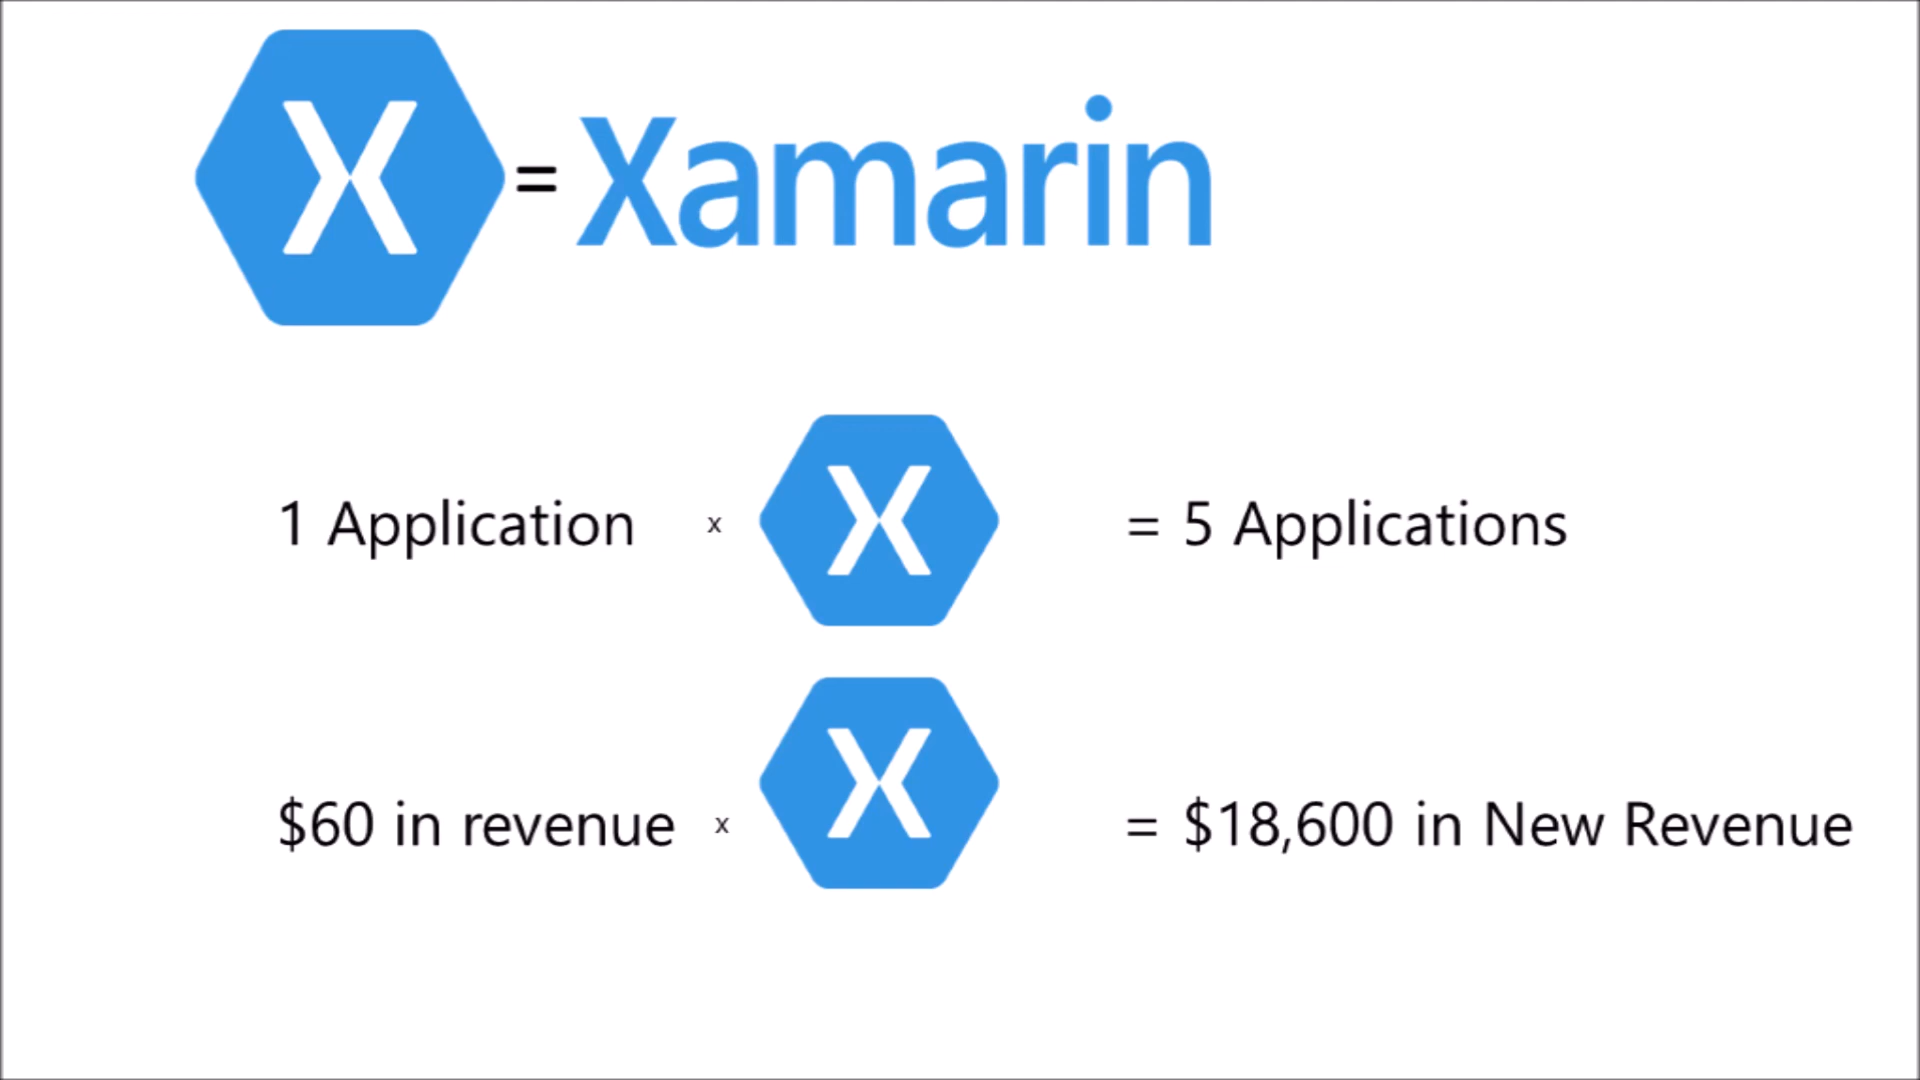 X = Xamarin
1 Application x X = 5 Applications
$60 in revenue x X = $18,600 in New Revenue